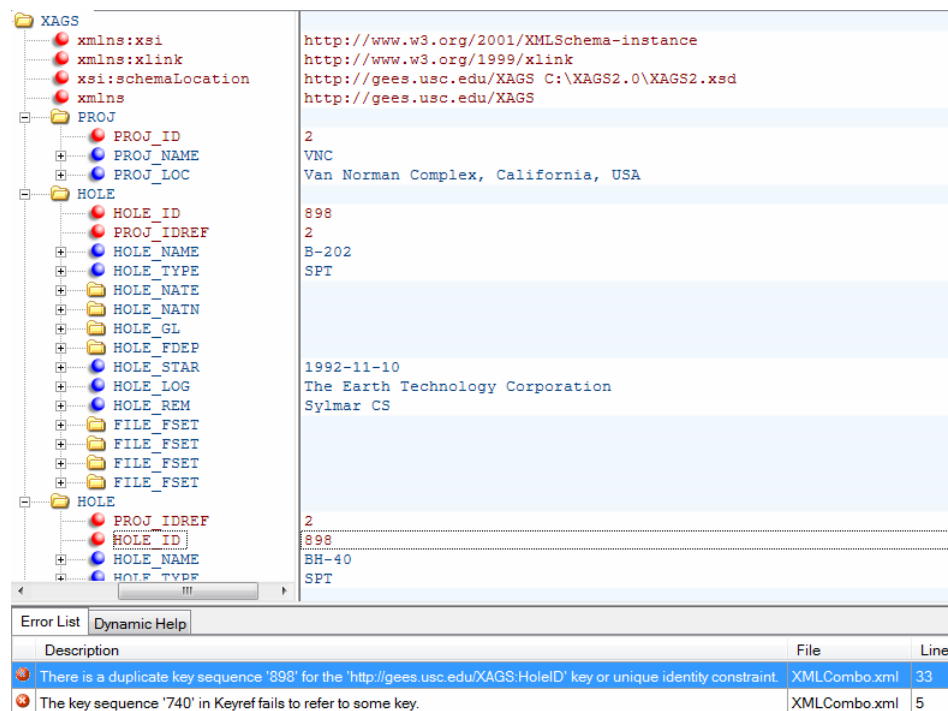 XAGS
xmlns:xsi http://www.w3.org/2001/XMLSchema-instance
xmlns:xlink http://www.w3.org/1999/xlink
xsi:schemaLocation http://gees.usc.edu/XAGS C:\XAGS2.0\XAGS2.xsd
xmlns http://gees.usc.edu/XAGS
PROJ
PROJ_ID 2
PROJ_NAME VNC
PROJ_LOC Van Norman Complex, California, USA
HOLE
HOLE_ID 898
PROJ_IDREF 2
HOLE_NAME B-202
HOLE_TYPE SPT
HOLE_NATE
HOLE_NATN
HOLE_GL
HOLE_FDEP
HOLE_STAR 1992-11-10
HOLE_LOG The Earth Technology Corporation
HOLE_REM Sylmar CS
FILE_FSET
FILE_FSET
FILE_FSET
FILE_FSET
HOLE
PROJ_IDREF 2
HOLE_ID 898
HOLE_NAME BH-40
HOLE_TYPE SPT
Error List Dynamic Help
Description File Line
There is a duplicate key sequence '898' for the 'http://gees.usc.edu/XAGS:HoleID' key or unique identity constraint. XMLCombo.xml 33
The key sequence '740' in Keyref fails to refer to some key. XMLCombo.xml 5